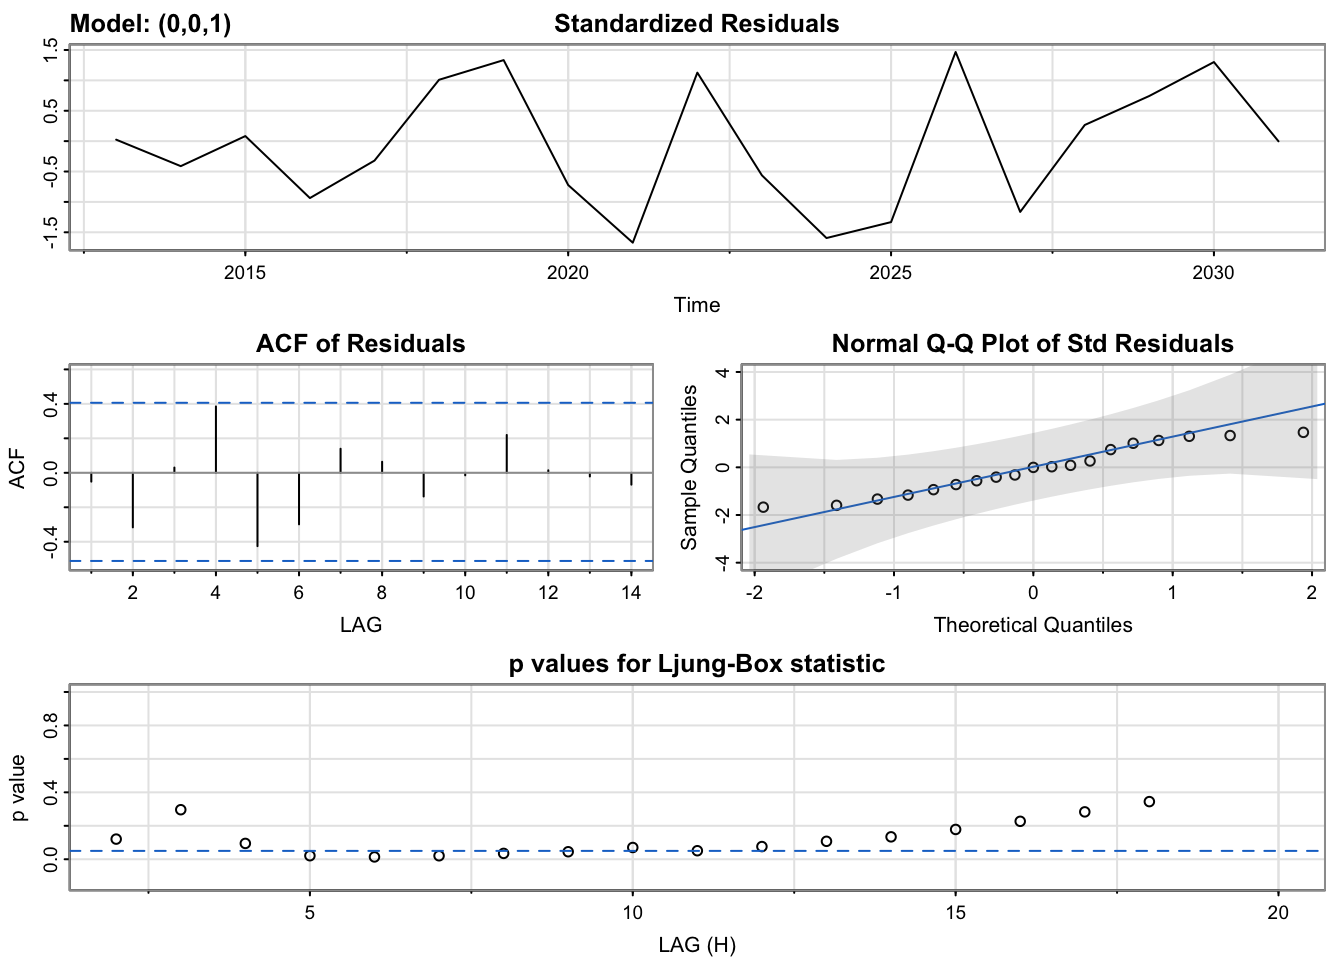 Model: (0,0,1) Standardized Residuals
1.5
0.5
-0.5
-1.5
2015 2020 2025 2030
Time
ACF of Residuals
ACF
0.4
0.0
-0.4
2 4 6 8 10 12 14
LAG
Normal Q-Q Plot of Std Residuals
Sample Quantiles
4
2
0
-2
-4
-2 -1 0 1 2
Theoretical Quantiles
p values for Ljung-Box statistic
p value
0.8
0.4
0.0
5 10 15 20
LAG (H)